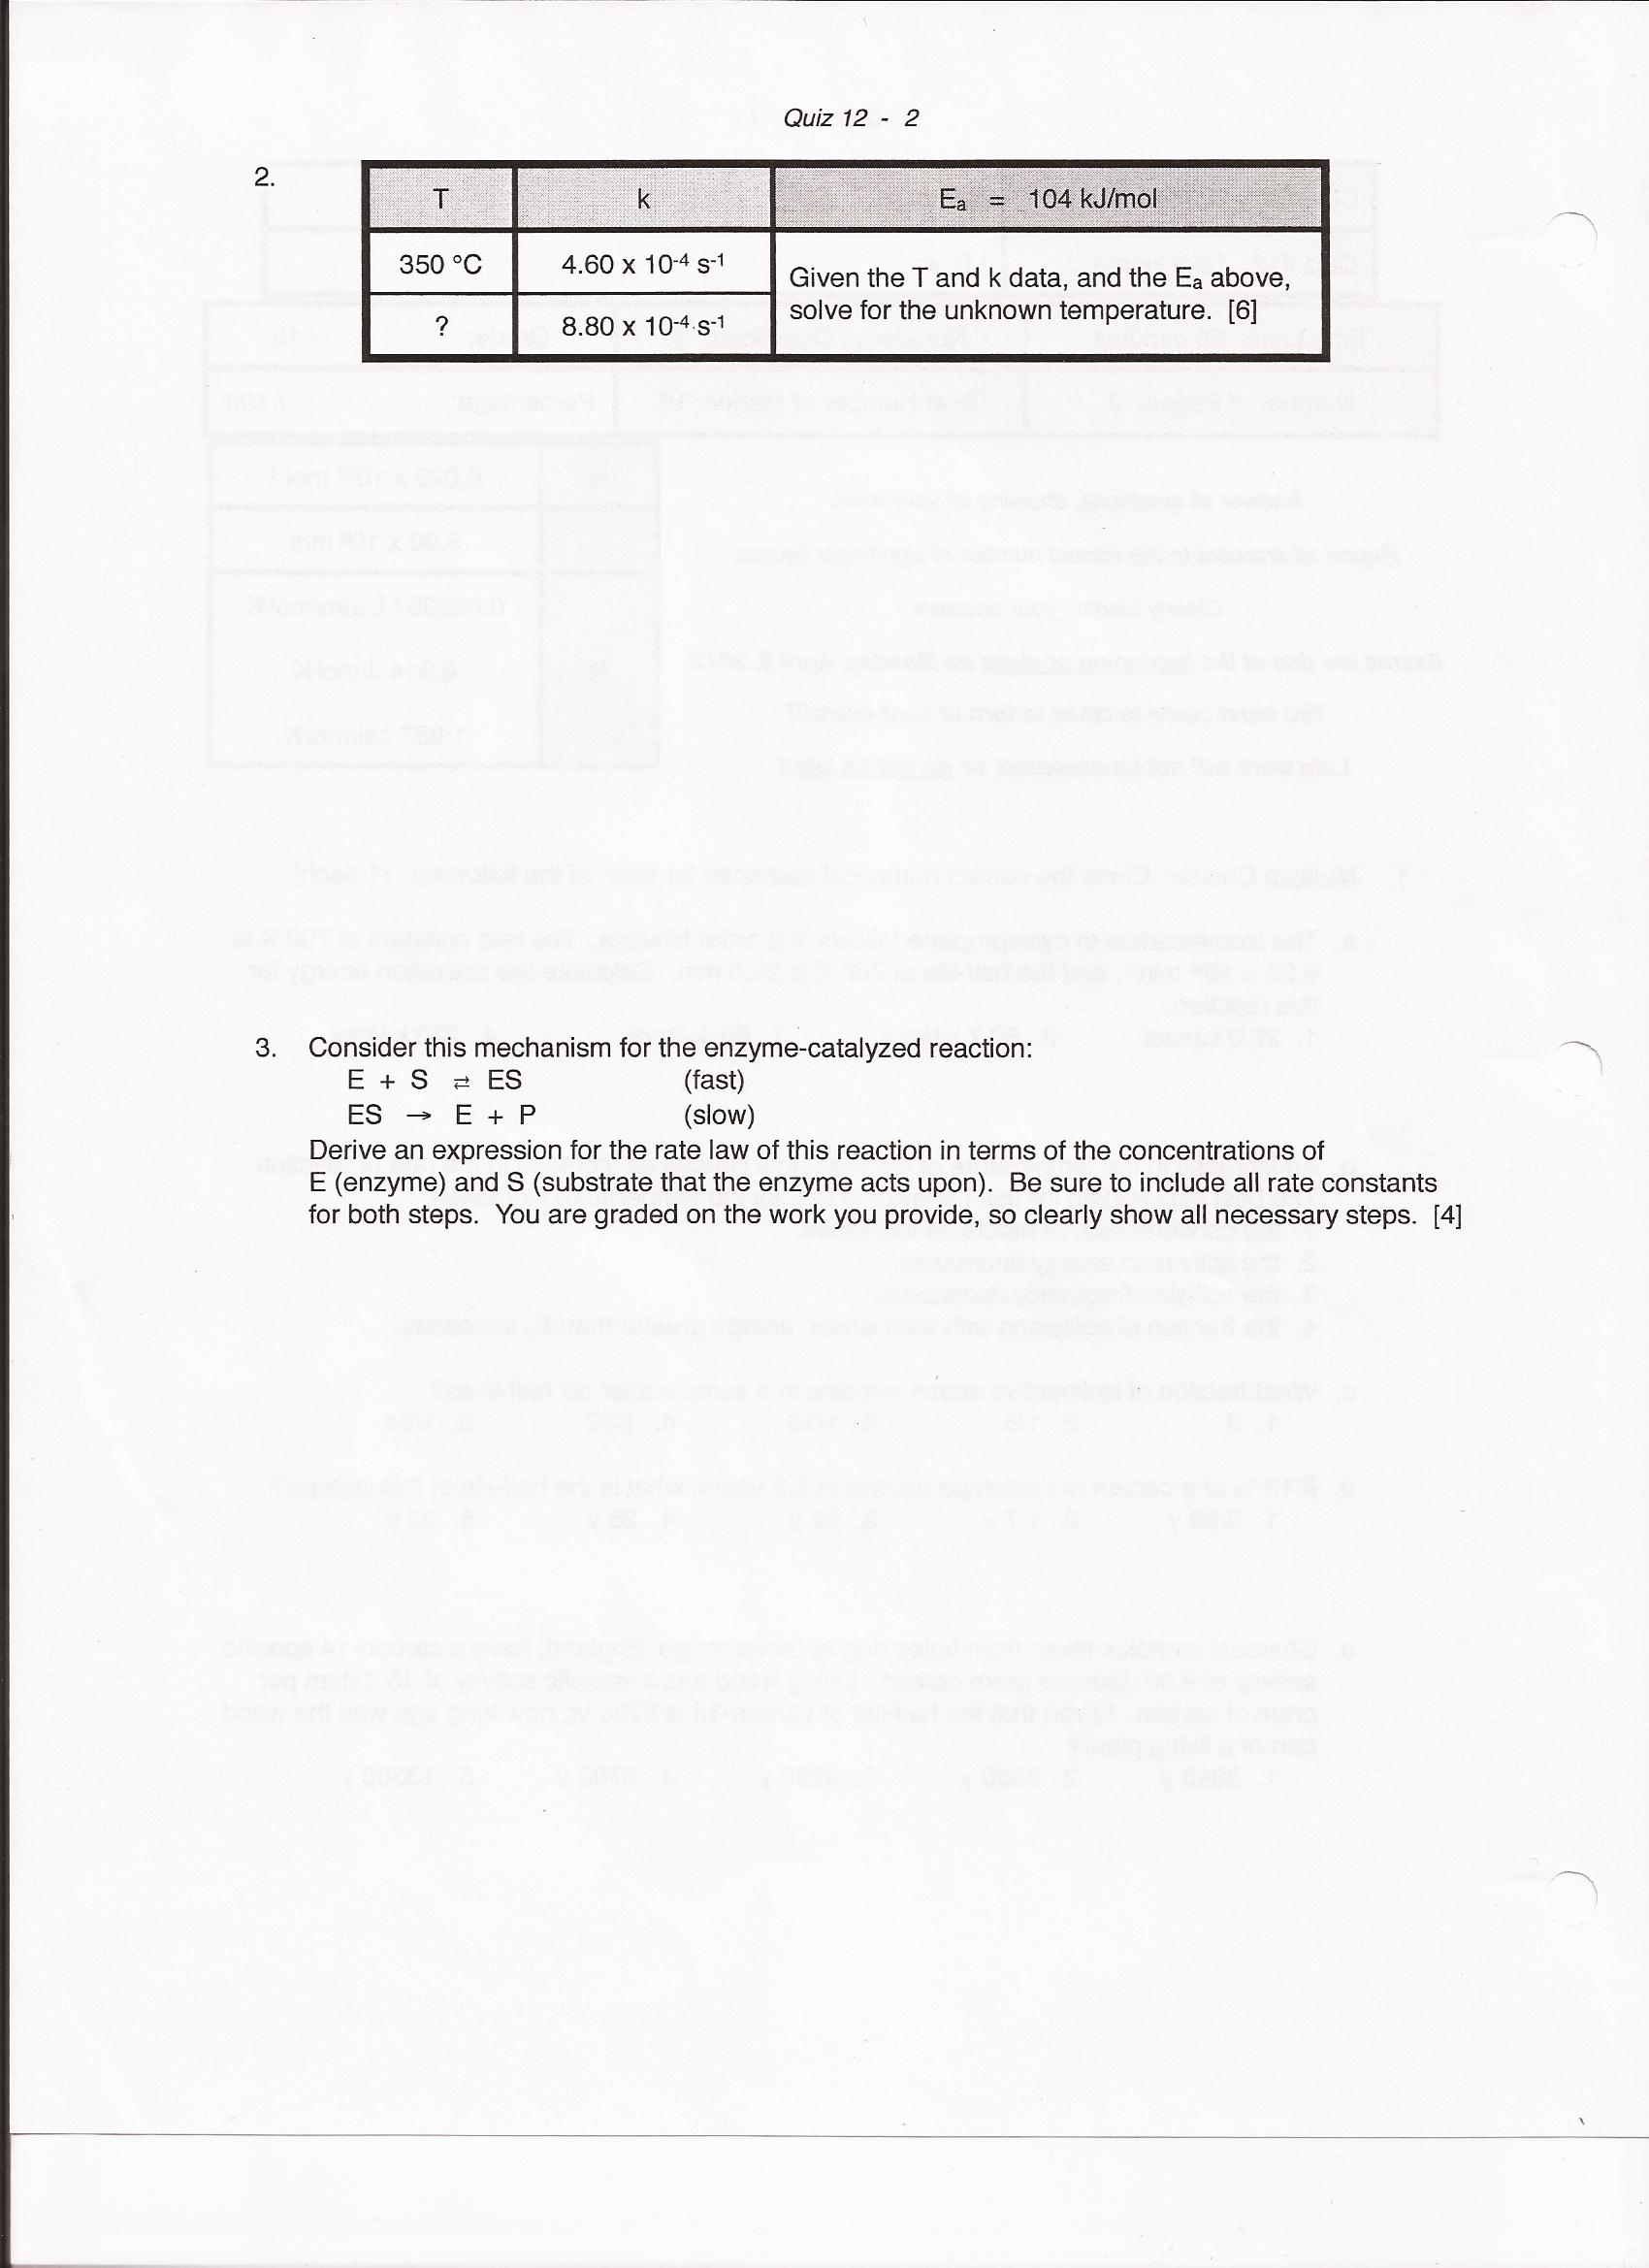 Quiz 12 - 2
2.
T k Ea = 104 kJ/mol
350 °C 4.60 x 10-4 s-1
Given the T and k data, and the Ea above,
solve for the unknown temperature. [6]
? 8.80 x 10-4 s-1
3. Consider this mechanism for the enzyme-catalyzed reaction:
E + S ⇄ ES (fast)
ES → E + P (slow)
Derive an expression for the rate law of this reaction in terms of the concentrations of
E (enzyme) and S (substrate that the enzyme acts upon). Be sure to include all rate constants
for both steps. You are graded on the work you provide, so clearly show all necessary steps. [4]